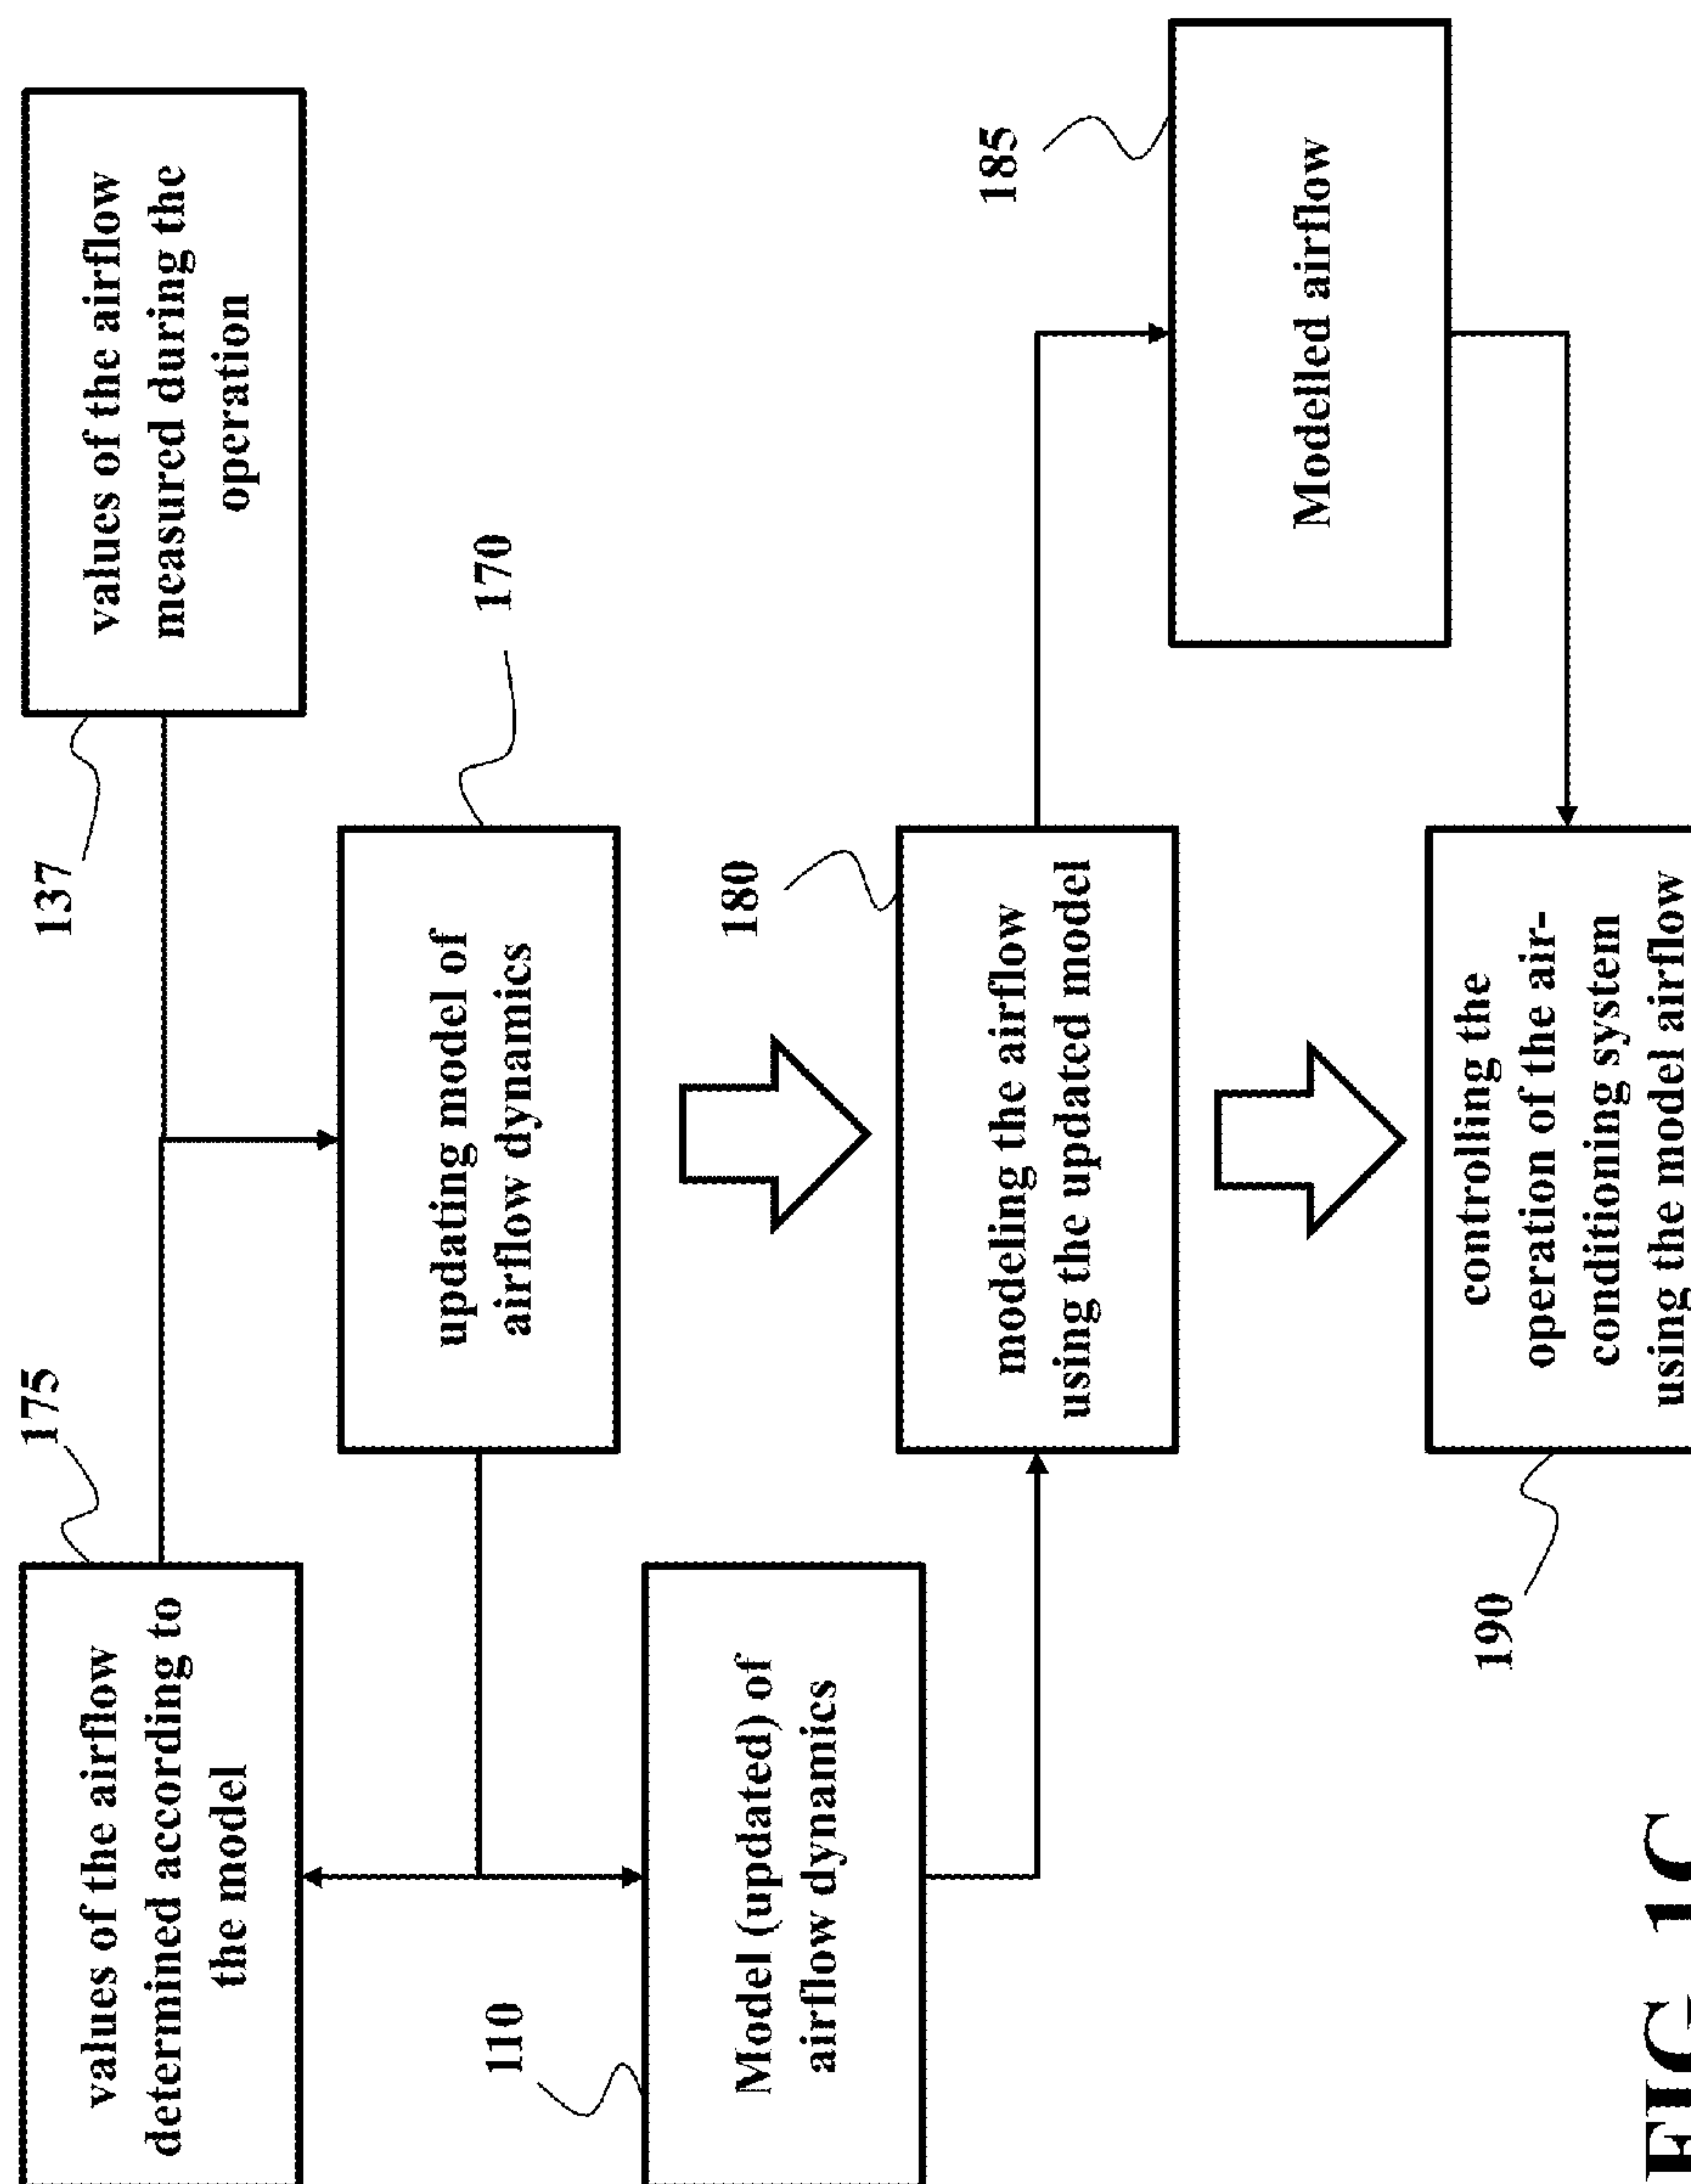 175
values of the airflow
determined according to
the model
137
values of the airflow
measured during the
operation
170
updating model of
airflow dynamics
110
Model (updated) of
airflow dynamics
180
modeling the airflow
using the updated model
185
Modelled airflow
190
controlling the
operation of the air-
conditioning system
using the model airflow
FIG. 1C